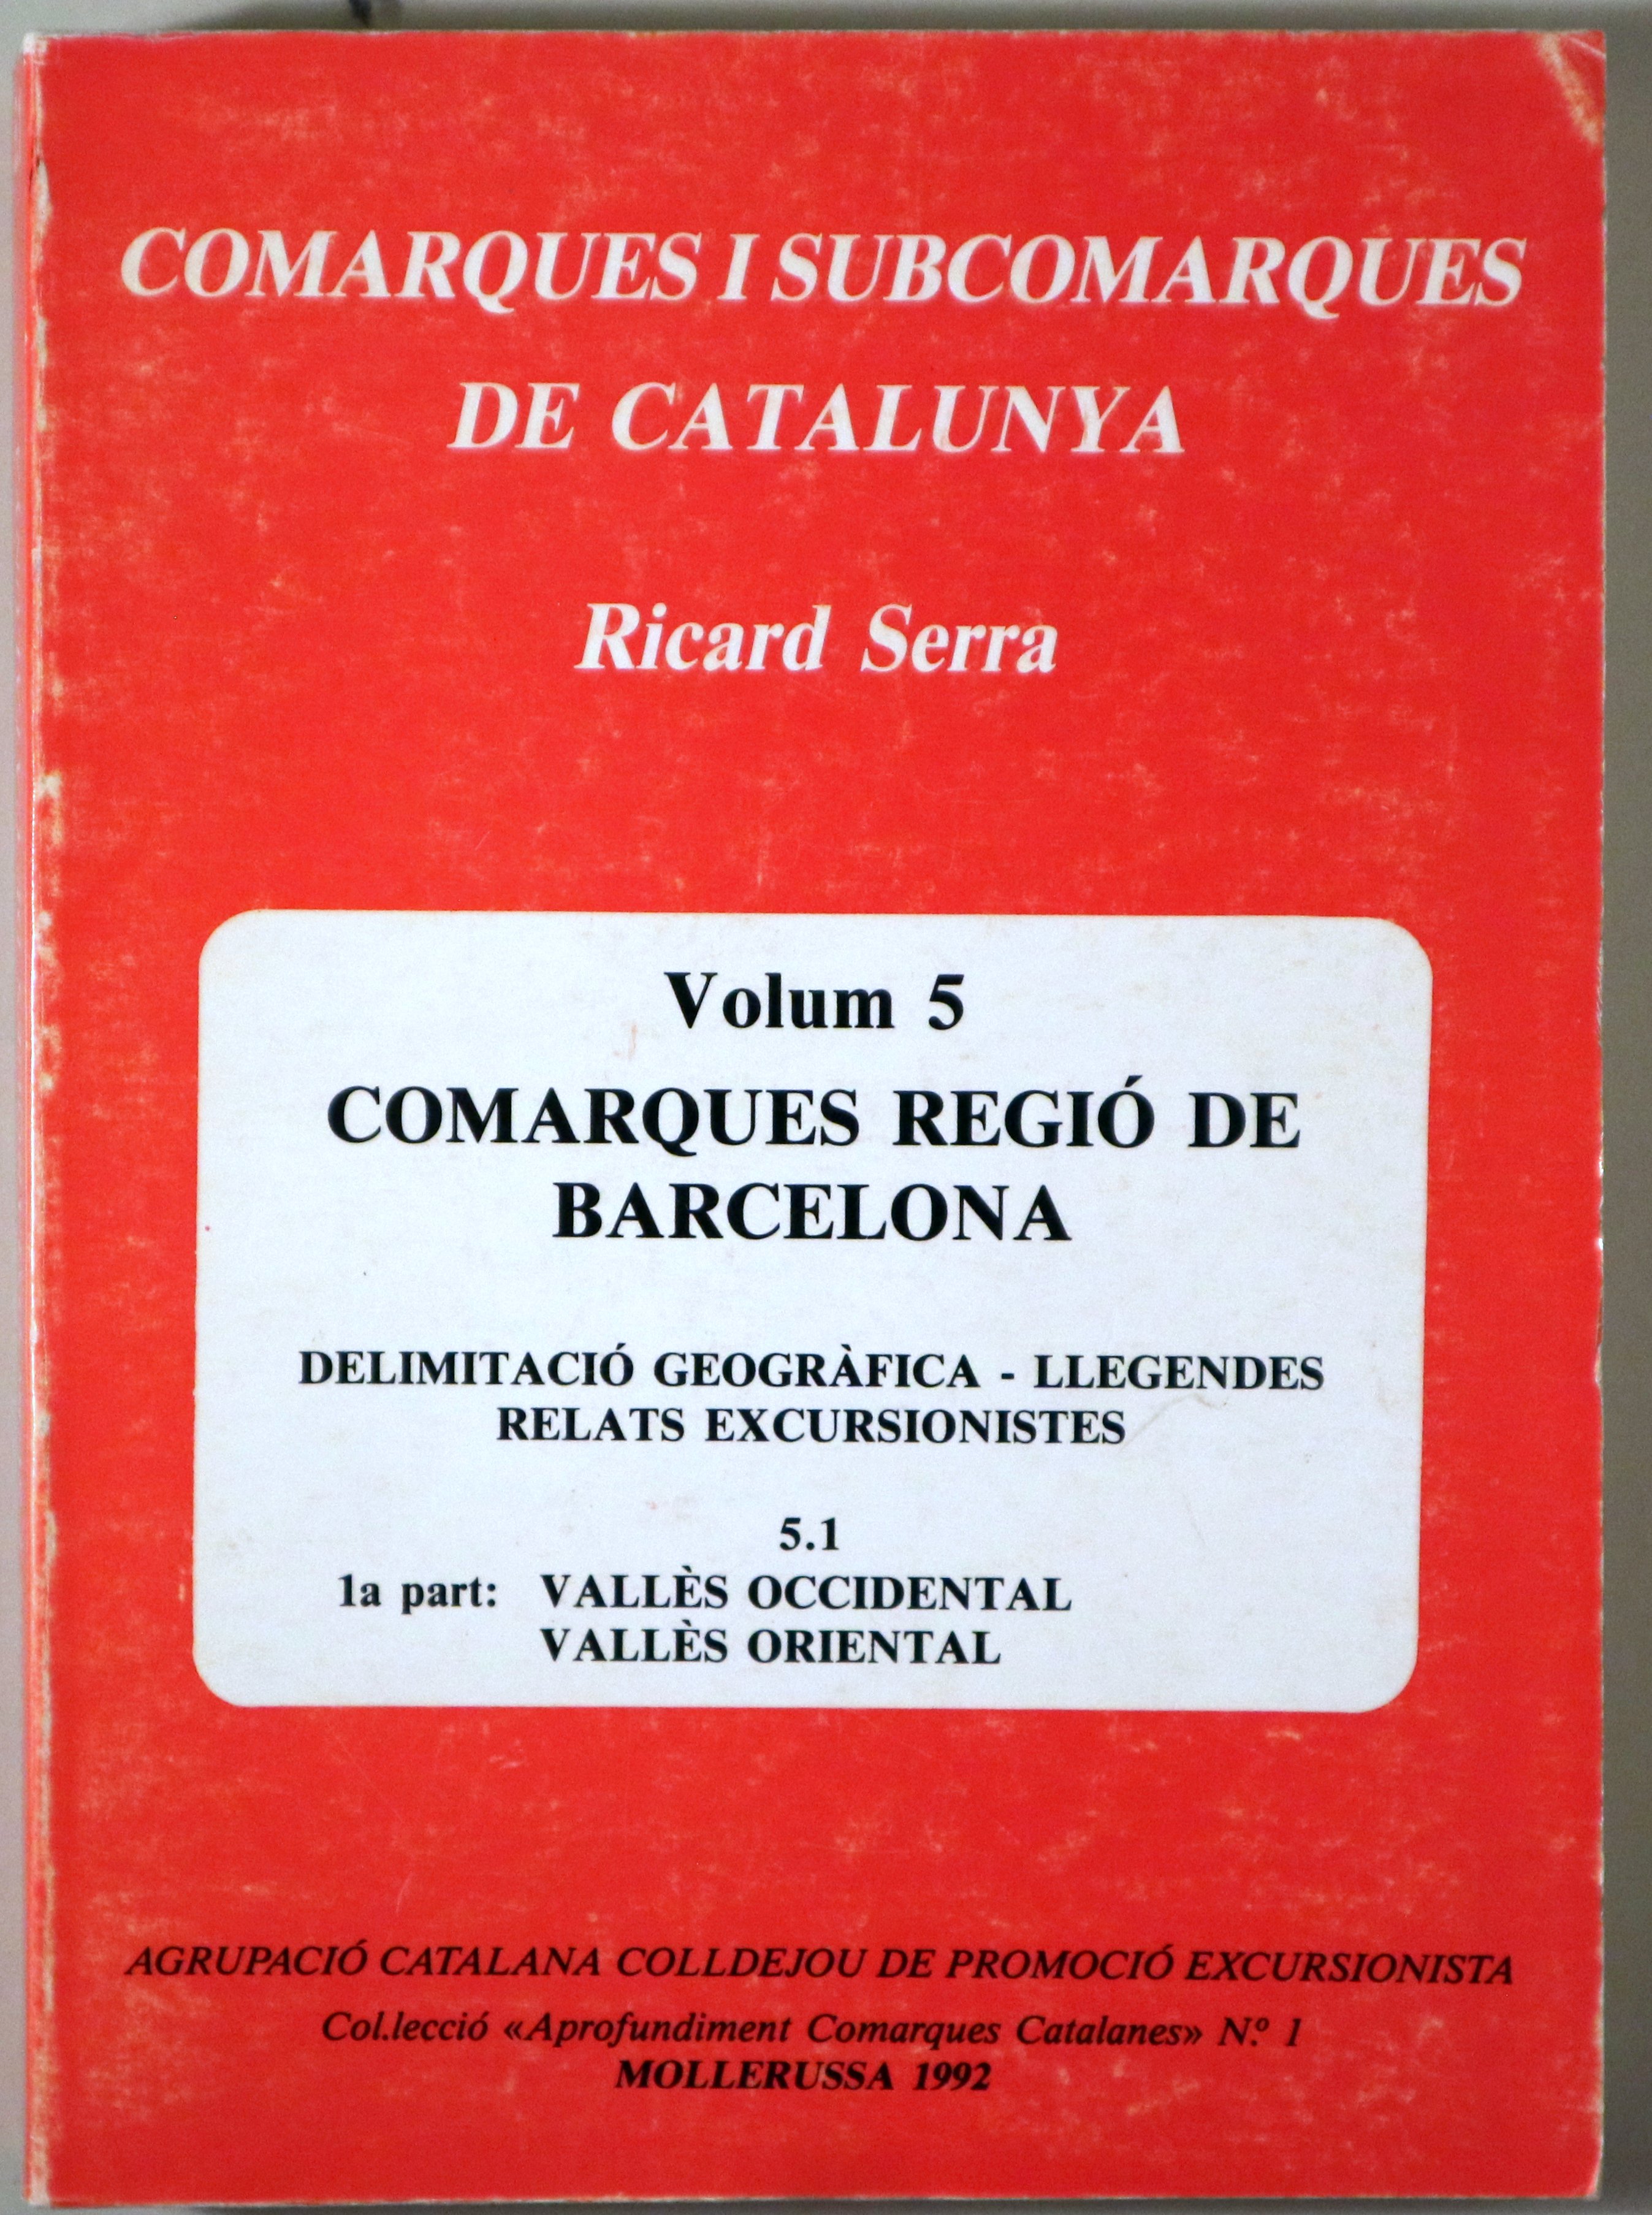 COMARQUES I SUBCOMARQUES
DE CATALUNYA
Ricard Serra
Volum 5
COMARQUES REGIÓ DE
BARCELONA
DELIMITACIÓ GEOGRÀFICA - LLEGENDES
RELATS EXCURSIONISTES
5.1
1a part: VALLÈS OCCIDENTAL
VALLÈS ORIENTAL
AGRUPACIÓ CATALANA COLLDEJOU DE PROMOCIÓ EXCURSIONISTA
Col.lecció «Aprofundiment Comarques Catalanes» N.º 1
MOLLERUSSA 1992